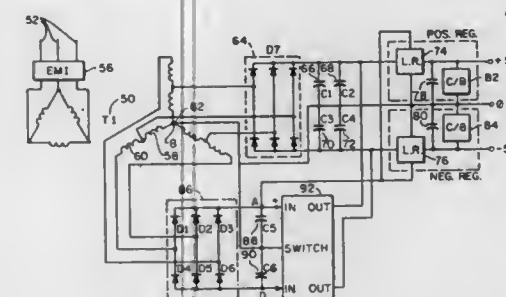 52
EMI
56
T1
50
62
60
58
58
64
D7
66
68
C1
C2
C3
C4
70
72
POS. REG.
L.R.
74
78
C/B
82
80
C/B
84
L.R.
76
NEG. REG.
+
0
-
86
D1
D2
D3
D4
D5
D6
A
88
C5
90
C6
92
+
IN
OUT
SWITCH
IN
OUT